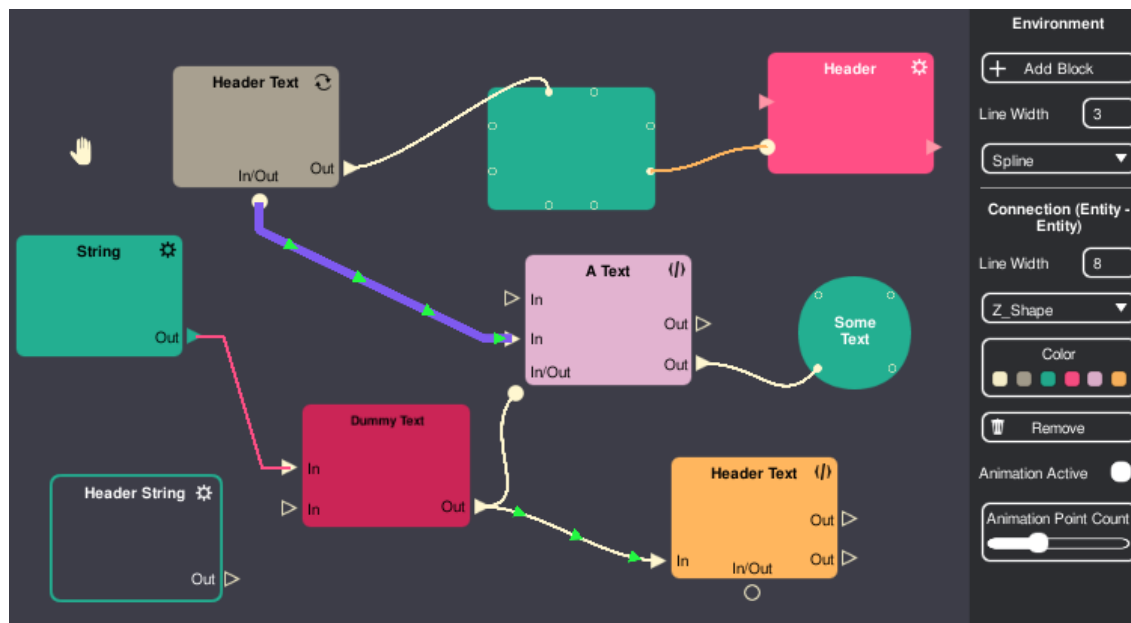 Header Text
In/Out
Out
Header
String
Out
A Text
In
In
In/Out
Out
Out
Some
Text
Dummy Text
In
In
Out
Header String
Out
Header Text
In
In/Out
Out
Out
Environment
Add Block
Line Width
3
Spline
Connection (Entity -
Entity)
Line Width
8
Z_Shape
Color
Remove
Animation Active
Animation Point Count